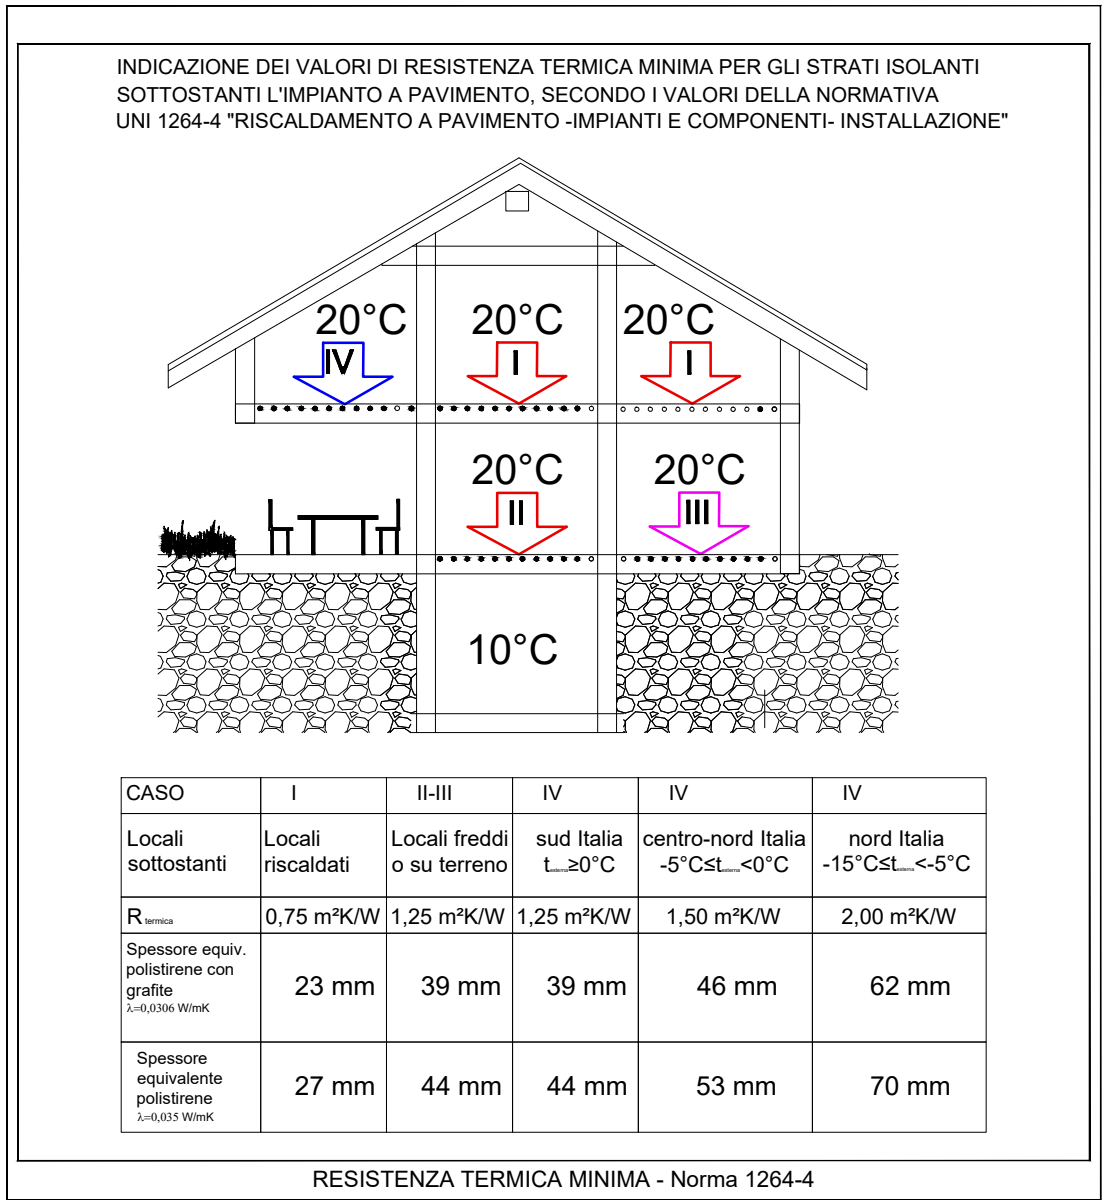 INDICAZIONE DEI VALORI DI RESISTENZA TERMICA MINIMA PER GLI STRATI ISOLANTI
SOTTOSTANTI L'IMPIANTO A PAVIMENTO, SECONDO I VALORI DELLA NORMATIVA
UNI 1264-4 "RISCALDAMENTO A PAVIMENTO -IMPIANTI E COMPONENTI- INSTALLAZIONE"
20°C 20°C 20°C
IV I I
20°C 20°C
II III
10°C
CASO I II-III IV IV IV
Locali sottostanti
Locali riscaldati
Locali freddi o su terreno
sud Italia
t esterna ≥0°C
centro-nord Italia
-5°C≤t esterna <0°C
nord Italia
-15°C≤t esterna <-5°C
R termica 0,75 m²K/W 1,25 m²K/W 1,25 m²K/W 1,50 m²K/W 2,00 m²K/W
Spessore equiv.
polistirene con
grafite
λ=0,0306 W/mK
23 mm 39 mm 39 mm 46 mm 62 mm
Spessore
equivalente
polistirene
λ=0,035 W/mK
27 mm 44 mm 44 mm 53 mm 70 mm
RESISTENZA TERMICA MINIMA - Norma 1264-4